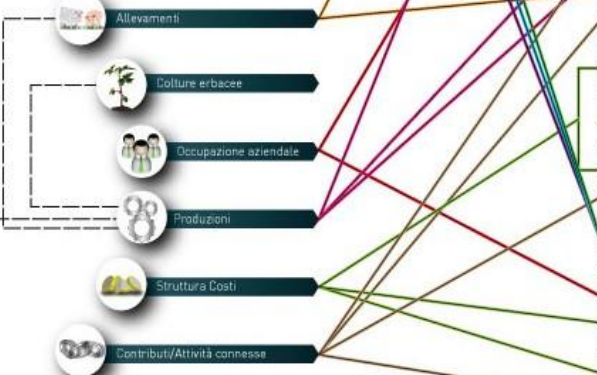 Allevamenti
Colture erbacee
Occupazione aziendale
Produzioni
Struttura Costi
Contributi/Attività connesse